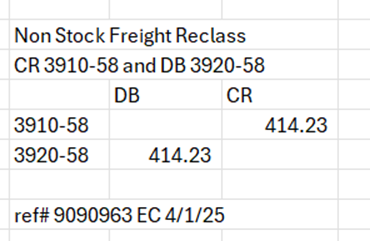 Non Stock Freight Reclass
CR 3910-58 and DB 3920-58
DB CR
3910-58 414.23
3920-58 414.23
ref# 9090963 EC 4/1/25